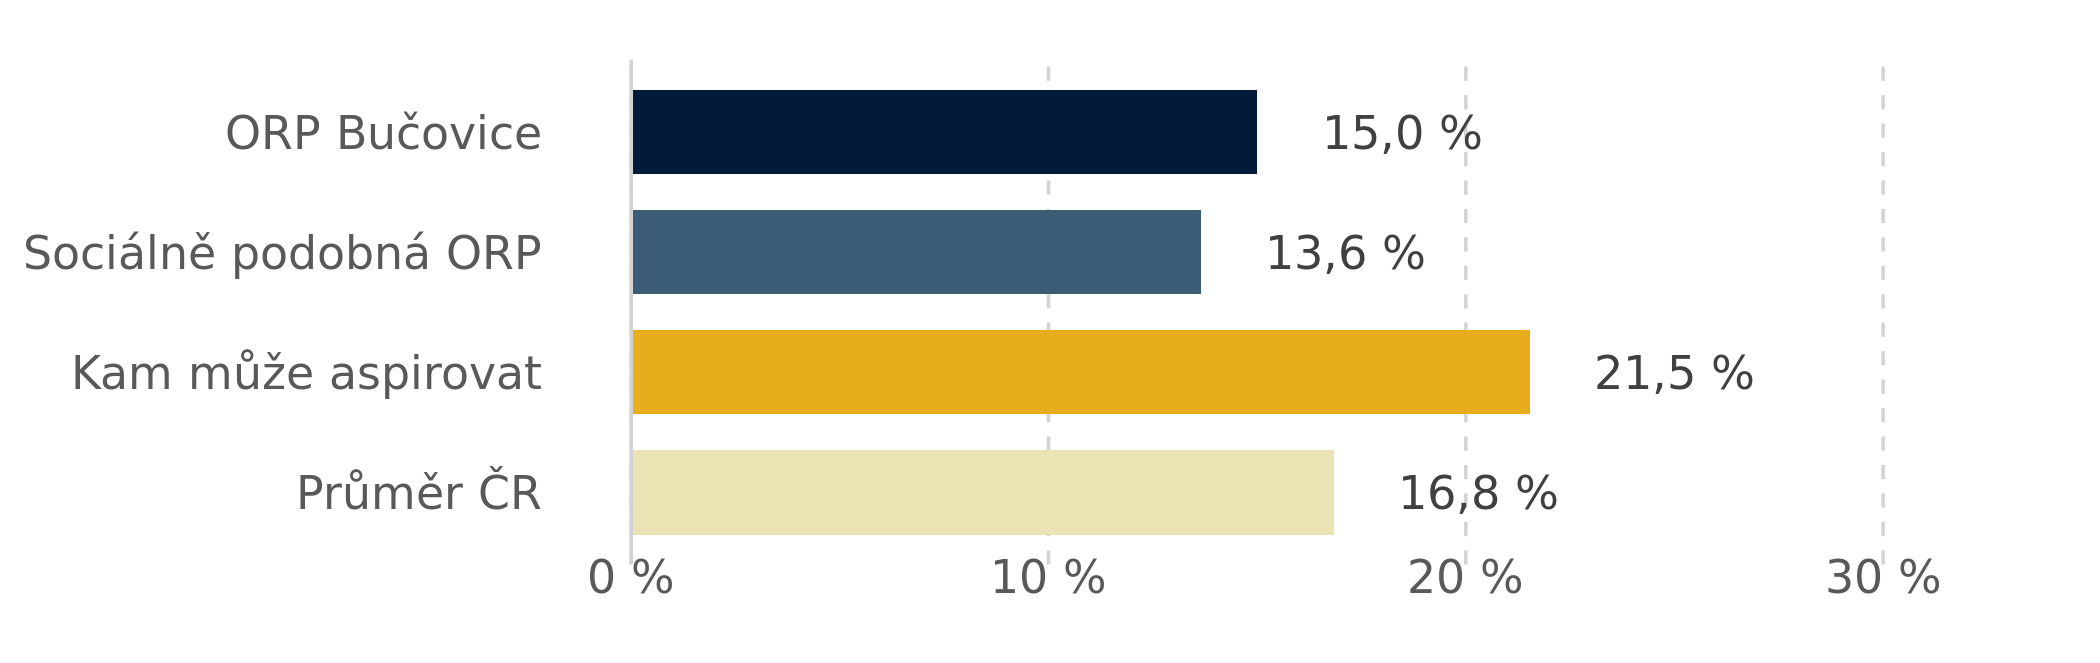 ORP Bučovice 15,0 %
Sociálně podobná ORP 13,6 %
Kam může aspirovat 21,5 %
Průměr ČR 16,8 %
0 % 10 % 20 % 30 %